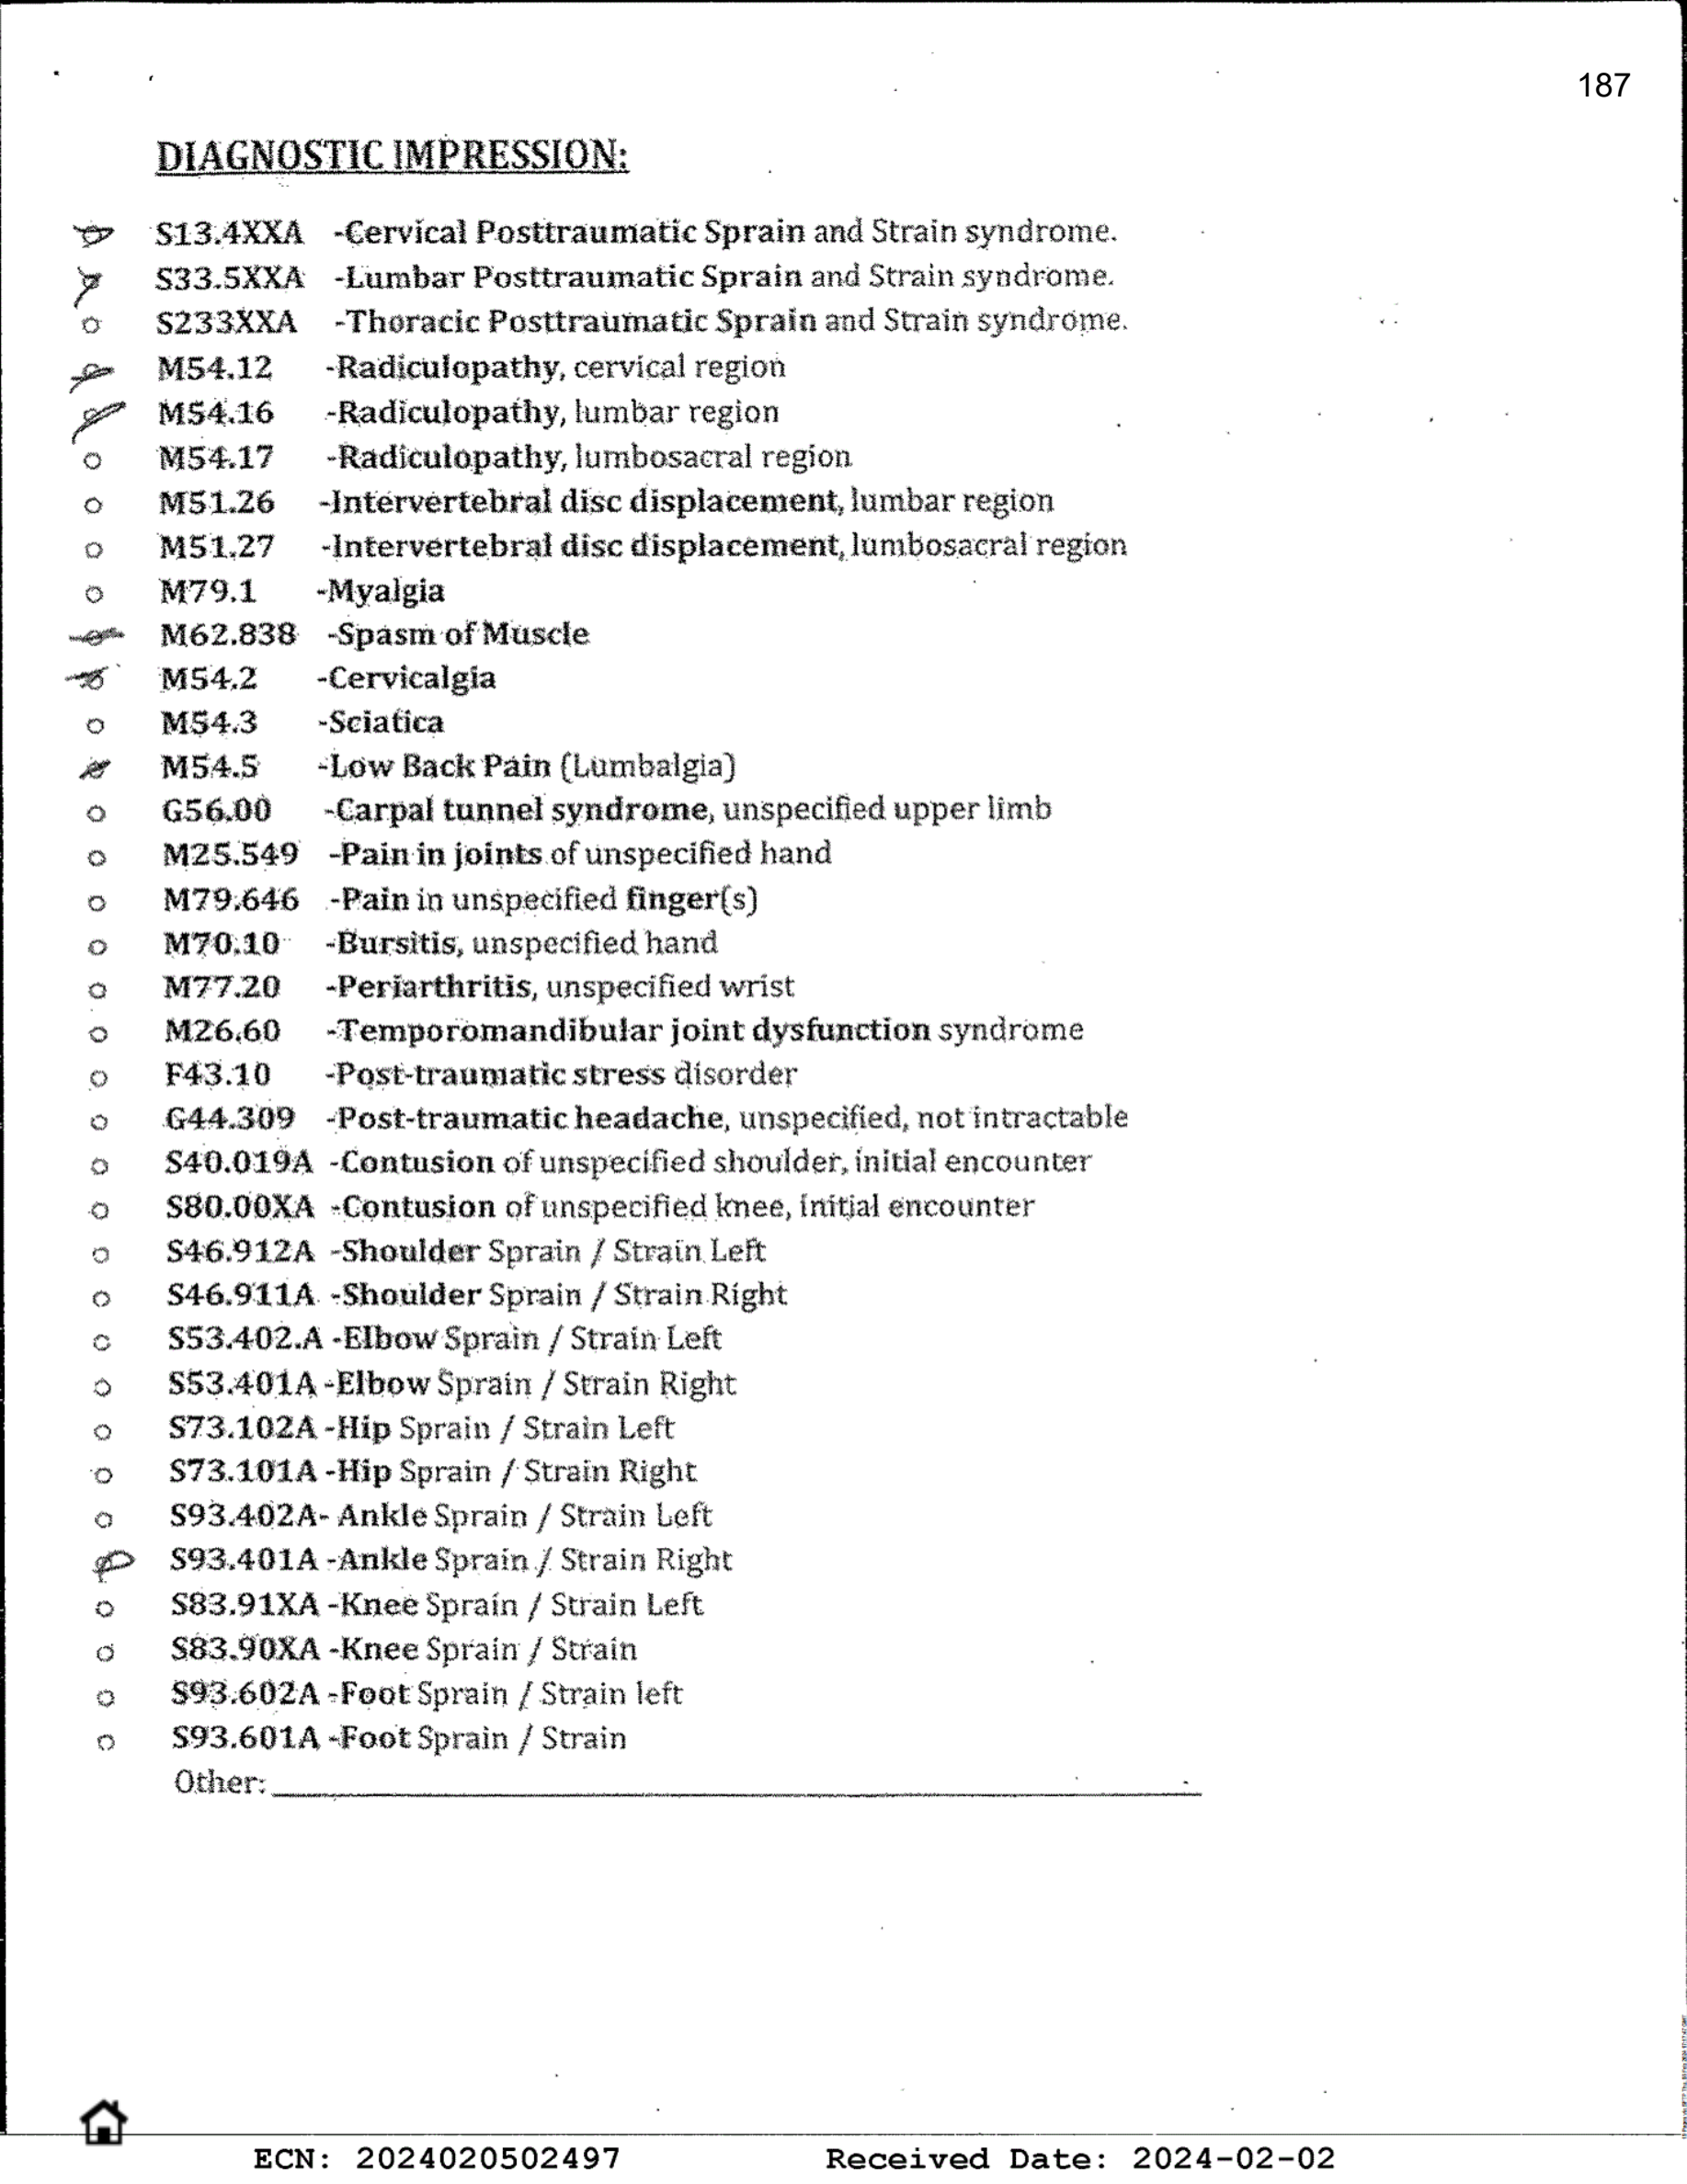 187
DIAGNOSTIC IMPRESSION:
S13.4XXA -Cervical Posttraumatic Sprain and Strain syndrome.
S33.5XXA -Lumbar Posttraumatic Sprain and Strain syndrome.
S233XXA -Thoracic Posttraumatic Sprain and Strain syndrome.
M54.12 -Radiculopathy, cervical region
M54.16 -Radiculopathy, lumbar region
M54.17 -Radiculopathy, lumbosacral region
M51.26 -Intervertebral disc displacement, lumbar region
M51.27 -Intervertebral disc displacement, lumbosacral region
M79.1 -Myalgia
M62.838 -Spasm of Muscle
M54.2 -Cervicalgia
M54.3 -Sciatica
M54.5 -Low Back Pain (Lumbalgia)
G56.00 -Carpal tunnel syndrome, unspecified upper limb
M25.549 -Pain in joints of unspecified hand
M79.646 -Pain in unspecified finger(s)
M70.10 -Bursitis, unspecified hand
M77.20 -Periarthritis, unspecified wrist
M26.60 -Temporomandibular joint dysfunction syndrome
F43.10 -Post-traumatic stress disorder
G44.309 -Post-traumatic headache, unspecified, not intractable
S40.019A -Contusion of unspecified shoulder, initial encounter
S80.00XA -Contusion of unspecified knee, initial encounter
S46.912A -Shoulder Sprain / Strain Left
S46.911A -Shoulder Sprain / Strain Right
S53.402.A -Elbow Sprain / Strain Left
S53.401A -Elbow Sprain / Strain Right
S73.102A -Hip Sprain / Strain Left
S73.101A -Hip Sprain / Strain Right
S93.402A- Ankle Sprain / Strain Left
S93.401A -Ankle Sprain / Strain Right
S83.91XA -Knee Sprain / Strain Left
S83.90XA -Knee Sprain / Strain
S93.602A -Foot Sprain / Strain left
S93.601A -Foot Sprain / Strain
Other:
ECN: 2024020502497 Received Date: 2024-02-02